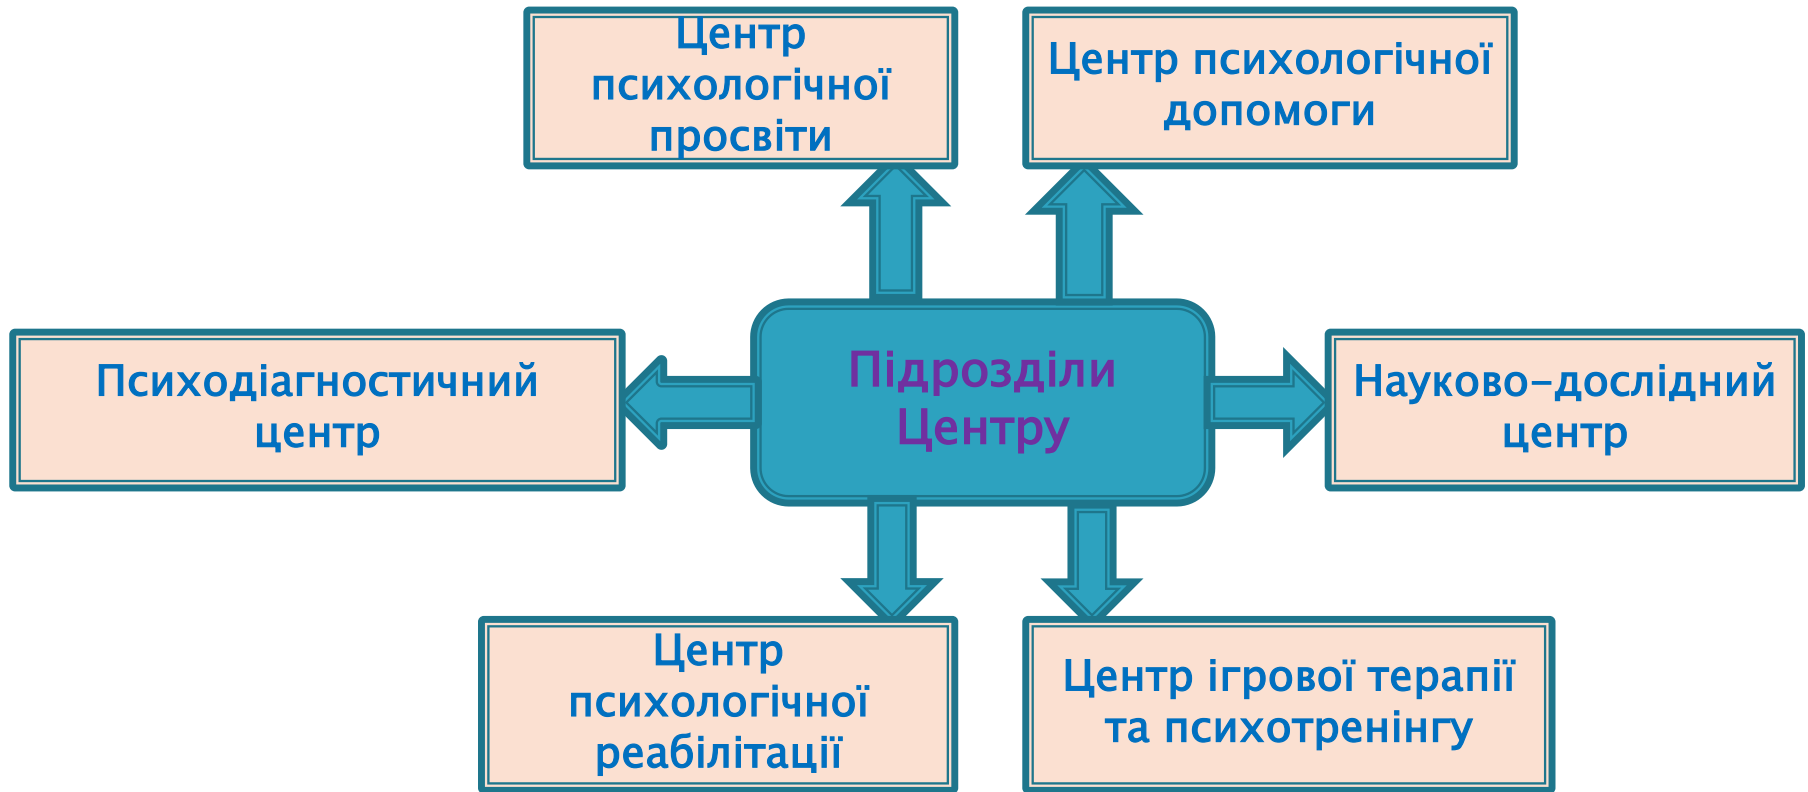 Центр
психологічної
просвіти
Центр психологічної
допомоги
Психодіагностичний
центр
Підрозділи
Центру
Науково-дослідний
центр
Центр
психологічної
реабілітації
Центр ігрової терапії
та психотренінгу